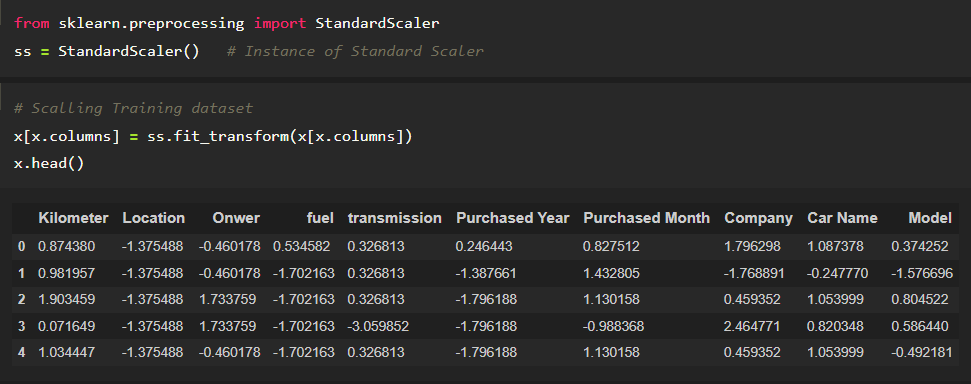 from sklearn.preprocessing import StandardScaler
ss = StandardScaler() # Instance of Standard Scaler
# Scalling Training dataset
x[x.columns] = ss.fit_transform(x[x.columns])
x.head()
Kilometer Location Onwer fuel transmission Purchased Year Purchased Month Company Car Name Model
0 0.874380 -1.375488 -0.460178 0.534582 0.326813 0.246443 0.827512 1.796298 1.087378 0.374252
1 0.981957 -1.375488 -0.460178 -1.702163 0.326813 -1.387661 1.432805 -1.768891 -0.247770 -1.576696
2 1.903459 -1.375488 1.733759 -1.702163 0.326813 -1.796188 1.130158 0.459352 1.053999 0.804522
3 0.071649 -1.375488 1.733759 -1.702163 -3.059852 -1.796188 -0.988368 2.464771 0.820348 0.586440
4 1.034447 -1.375488 -0.460178 -1.702163 0.326813 -1.796188 1.130158 0.459352 1.053999 -0.492181